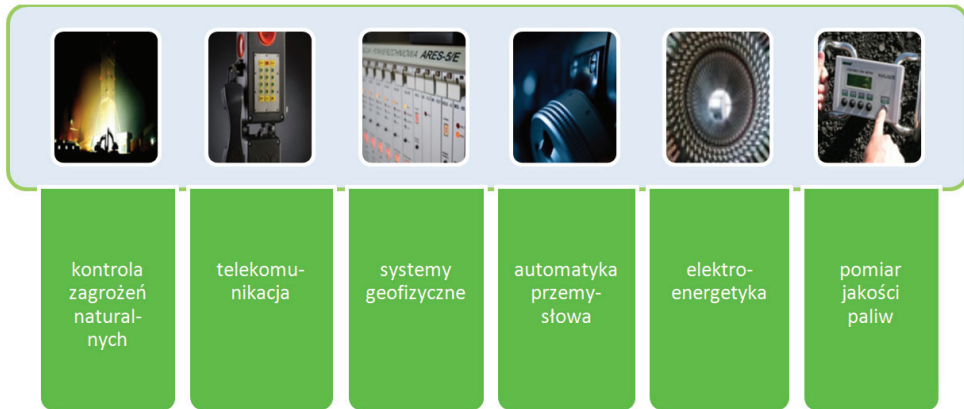 ARES-5/E
kontrola
zagrożeń
natural-
nych
telekomu-
nikacja
systemy
geofizyczne
automatyka
przemy-
słowa
elektro-
energetyka
pomiar
jakości
paliw